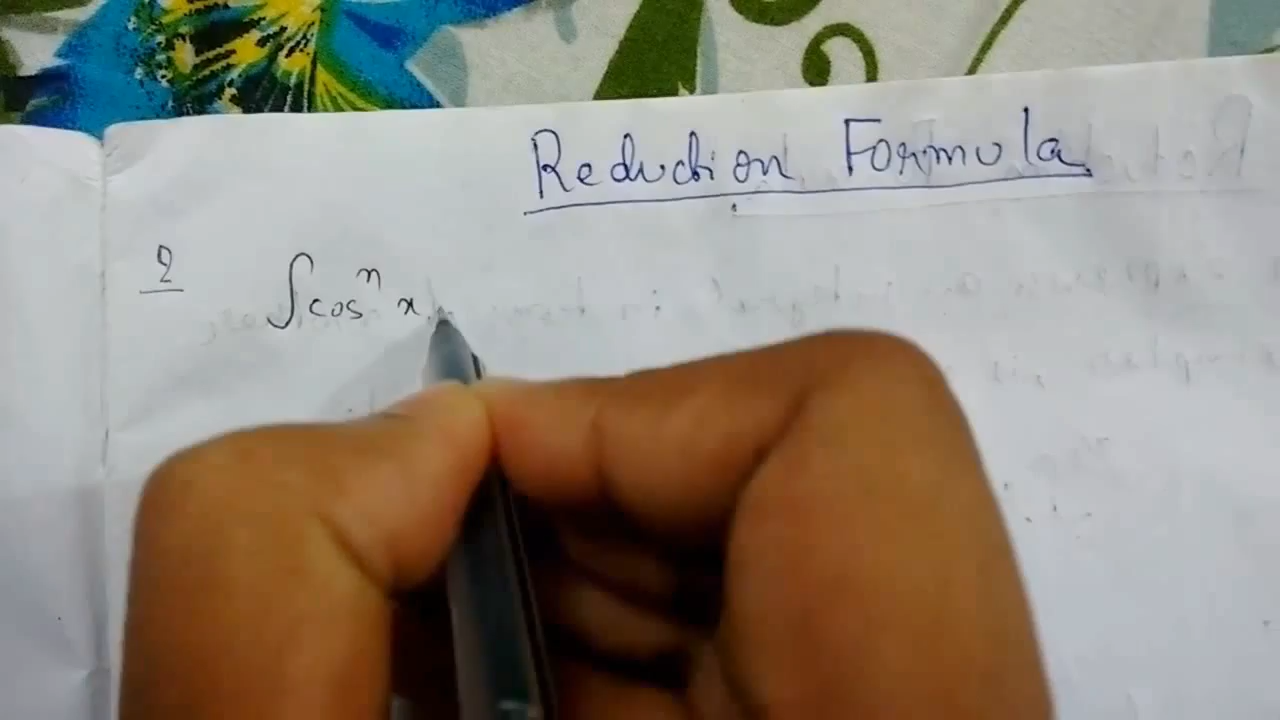 Reduction Formula
2 ∫cosⁿ x